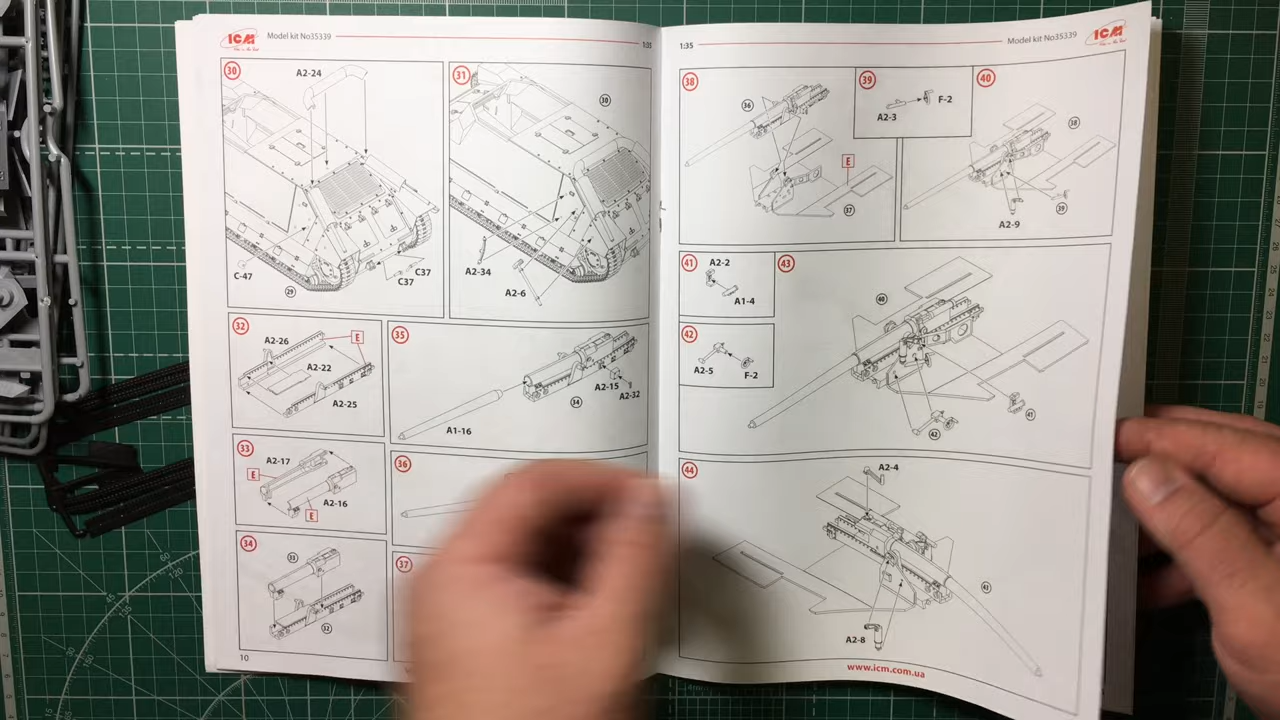 ICM
Model kit No35339
1:35
30
A2-24
C-47
29
C37
31
30
A2-34
A2-6
32
A2-26
E
A2-22
A2-25
33
A2-17
E
A2-16
E
34
33
32
35
A1-16
34
A2-15
A2-32
36
37
10
1:35
Model kit No35339
ICM
38
36
E
37
39
A2-3
F-2
40
38
39
A2-9
41
A2-2
A1-4
42
A2-5
F-2
43
40
41
42
44
A2-4
43
A2-8
www.icm.com.ua